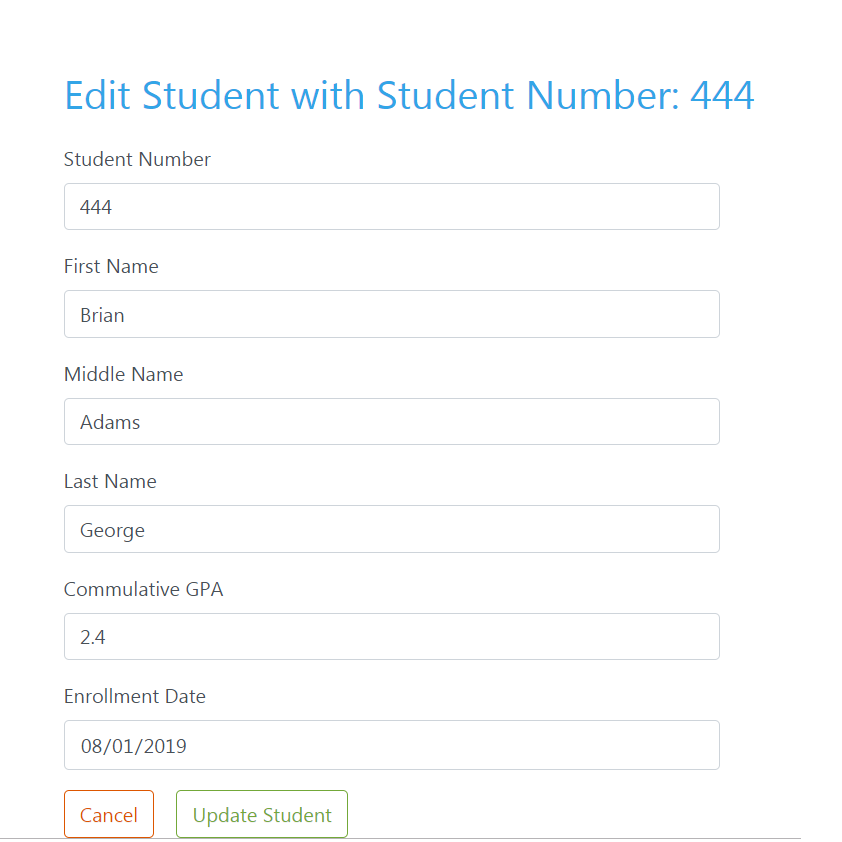 Edit Student with Student Number: 444
Student Number
444
First Name
Brian
Middle Name
Adams
Last Name
George
Commulative GPA
2.4
Enrollment Date
08/01/2019
Cancel Update Student